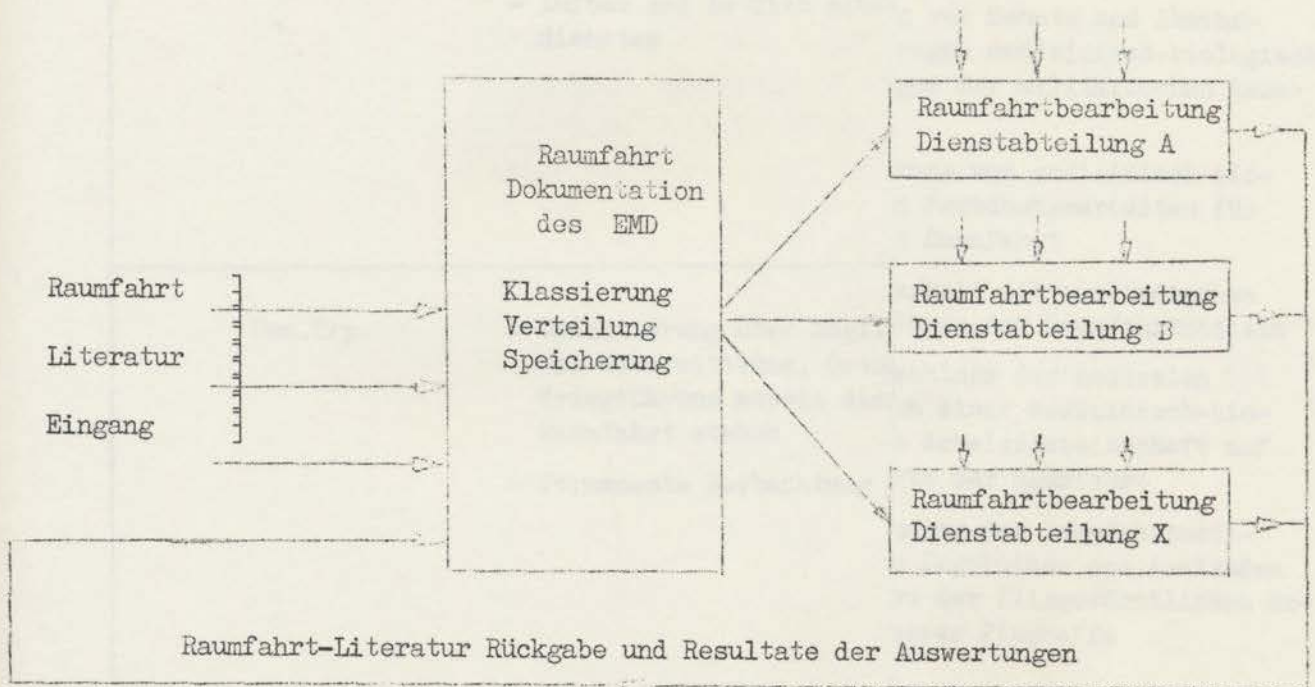 Raumfahrt
Literatur
Eingang
Raumfahrt
Dokumentation
des EMD
Klassierung
Verteilung
Speicherung
Raumfahrtbearbeitung
Dienstabteilung A
Raumfahrtbearbeitung
Dienstabteilung B
Raumfahrtbearbeitung
Dienstabteilung X
Raumfahrt-Literatur Rückgabe und Resultate der Auswertungen